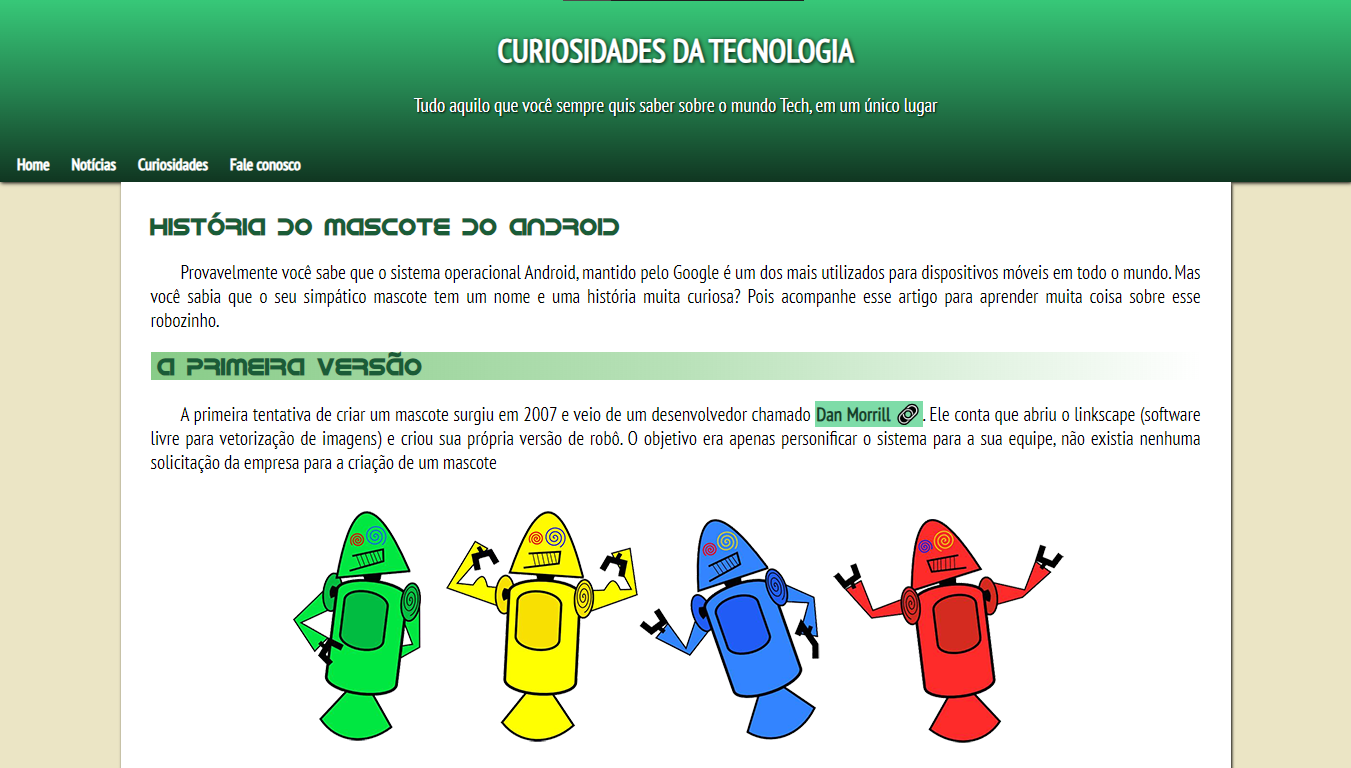 CURIOSIDADES DA TECNOLOGIA
Tudo aquilo que você sempre quis saber sobre o mundo Tech, em um único lugar
Home Notícias Curiosidades Fale conosco
HISTÓRIA DO MASCOTE DO ANDROID
Provavelmente você sabe que o sistema operacional Android, mantido pelo Google é um dos mais utilizados para dispositivos móveis em todo o mundo. Mas
você sabia que o seu simpático mascote tem um nome e uma história muita curiosa? Pois acompanhe esse artigo para aprender muita coisa sobre esse
robozinho.
A PRIMEIRA VERSÃO
A primeira tentativa de criar um mascote surgiu em 2007 e veio de um desenvolvedor chamado Dan Morrill . Ele conta que abriu o linkscape (software
livre para vetorização de imagens) e criou sua própria versão de robô. O objetivo era apenas personificar o sistema para a sua equipe, não existia nenhuma
solicitação da empresa para a criação de um mascote